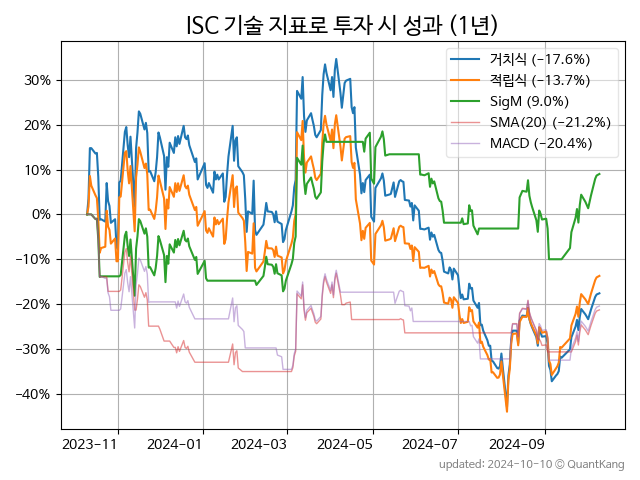 ISC 기술 지표로 투자 시 성과 (1년)
거치식 (−17.6%)
적립식 (−13.7%)
SigM (9.0%)
SMA(20) (−21.2%)
MACD (−20.4%)
30%
20%
10%
0%
−10%
−20%
−30%
−40%
2023−11 2024−01 2024−03 2024−05 2024−07 2024−09
updated: 2024−10−10 ⓒ QuantKang